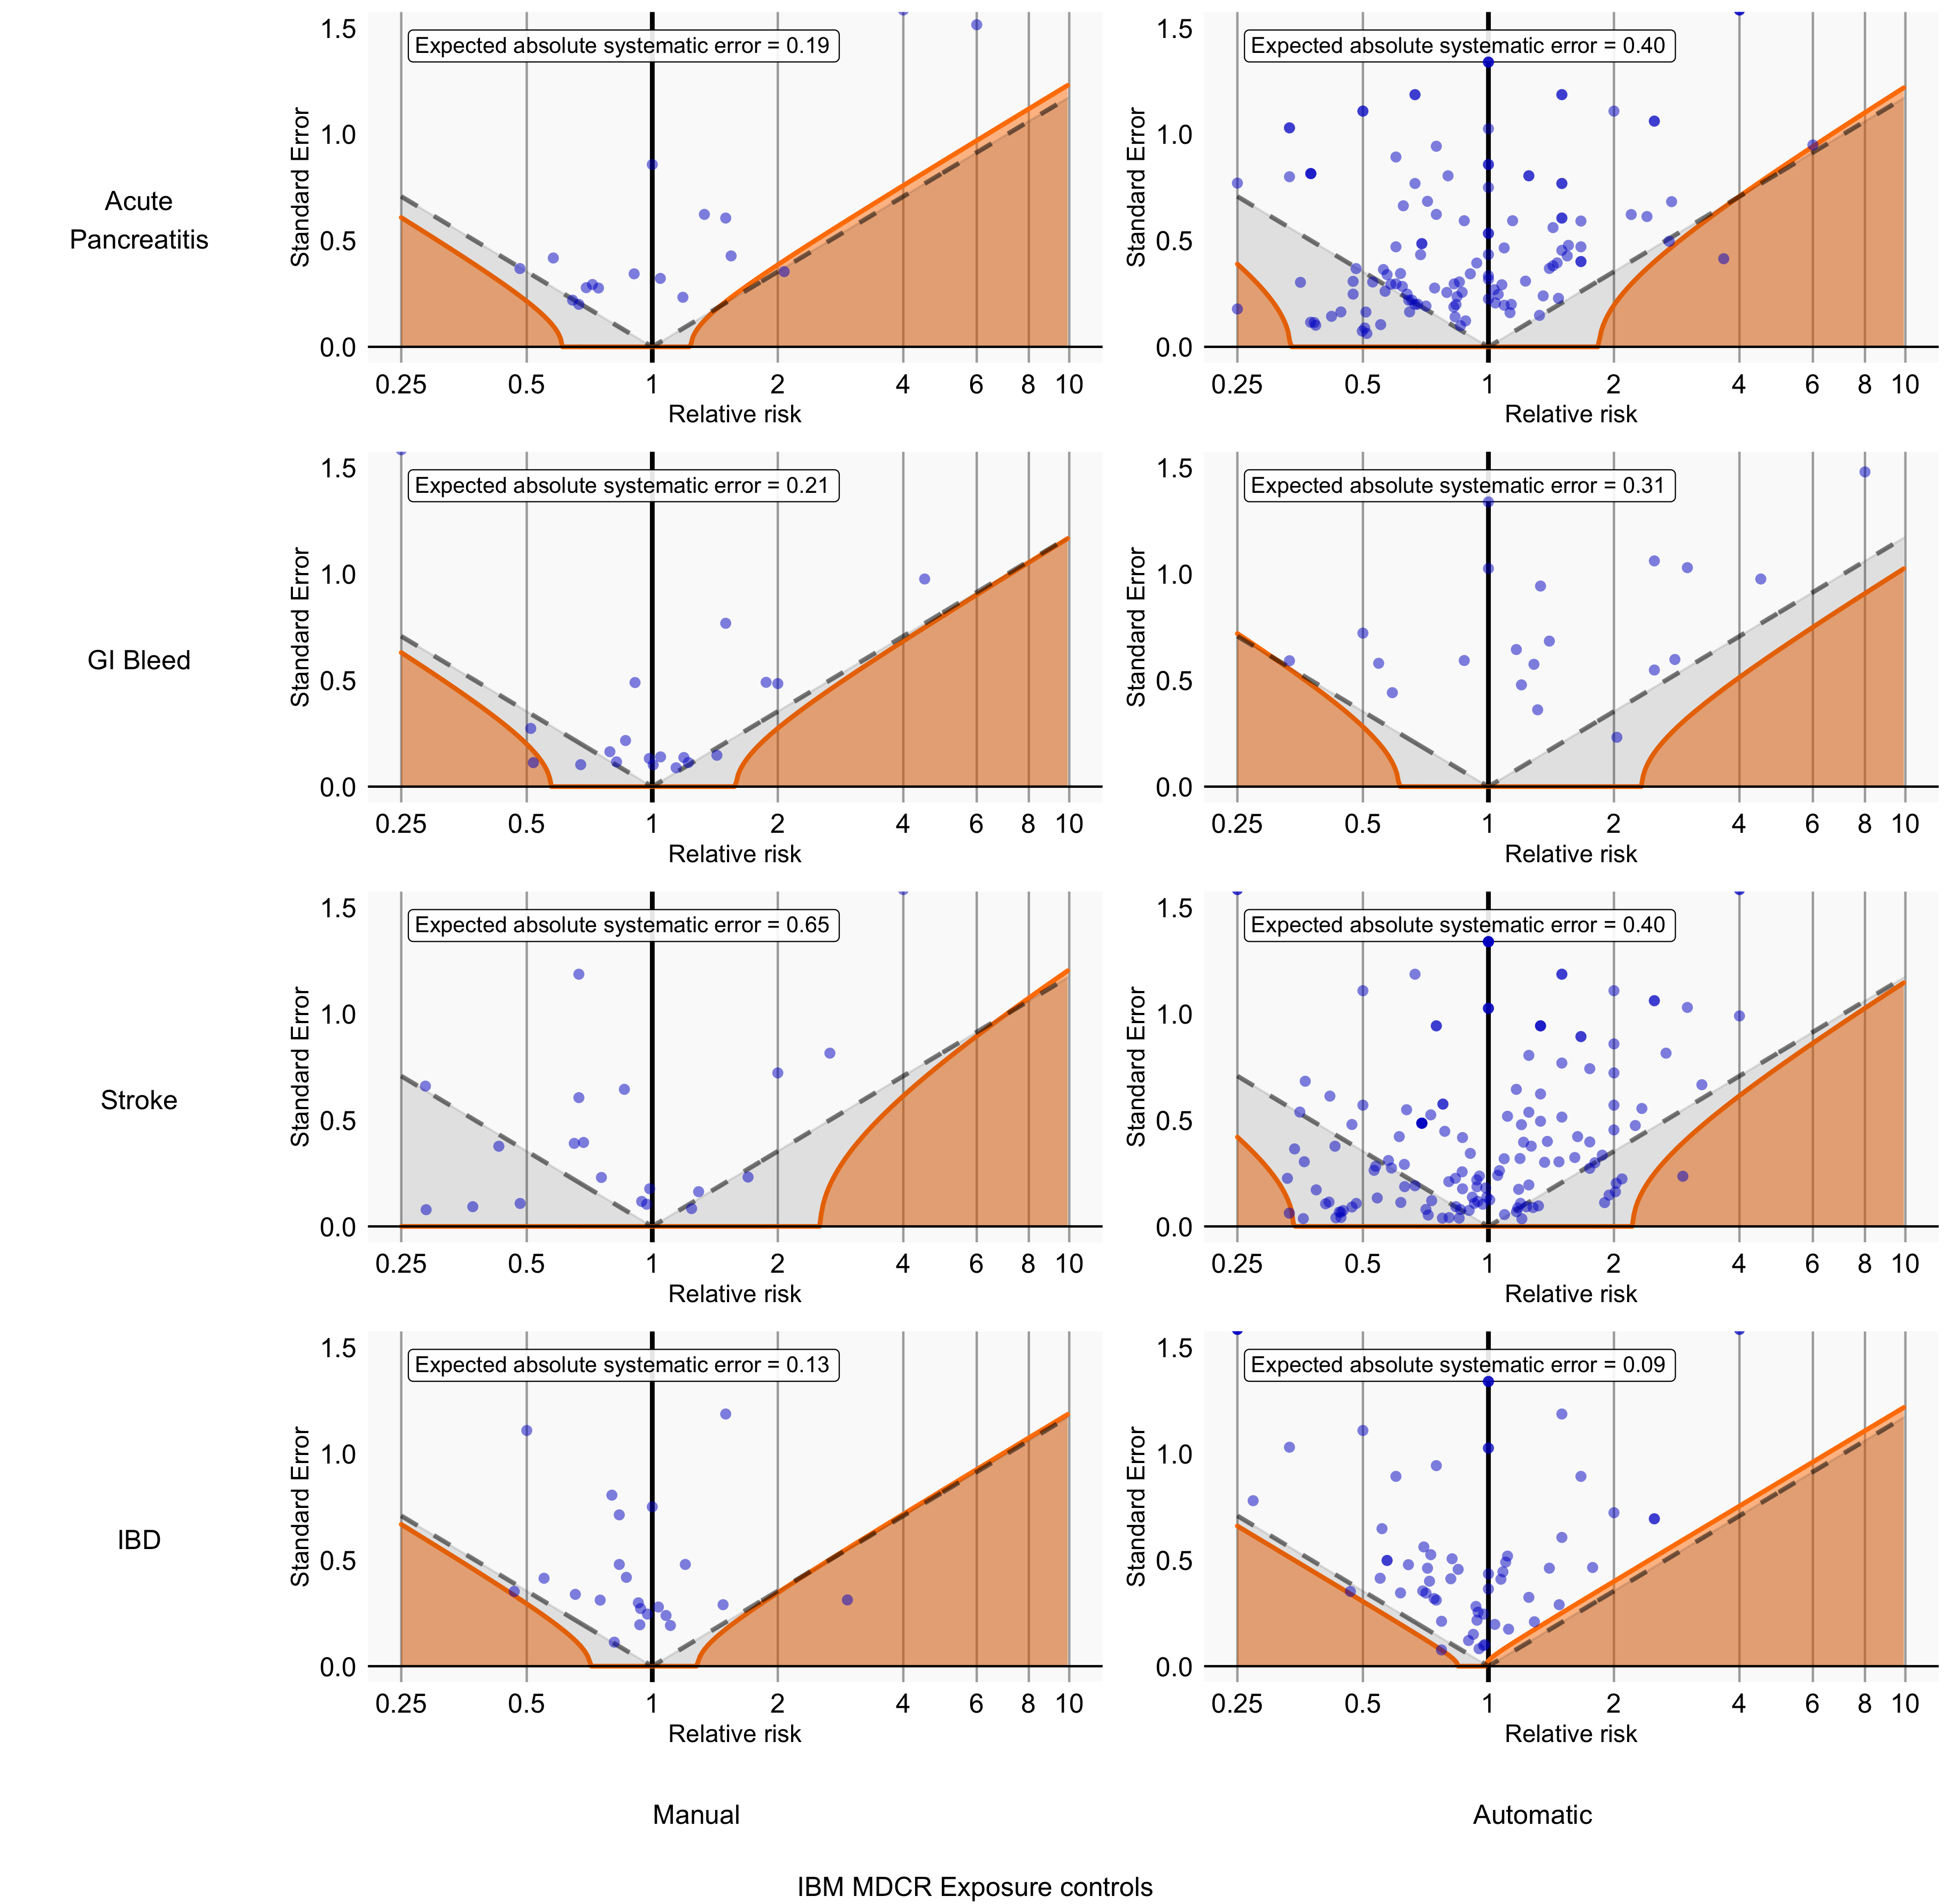 Acute
Pancreatitis
Standard Error
1.5
1.0
0.5
0.0
Expected absolute systematic error = 0.19
0.25 0.5 1 2 4 6 8 10
Relative risk
Standard Error
1.5
1.0
0.5
0.0
Expected absolute systematic error = 0.40
0.25 0.5 1 2 4 6 8 10
Relative risk
GI Bleed
Standard Error
1.5
1.0
0.5
0.0
Expected absolute systematic error = 0.21
0.25 0.5 1 2 4 6 8 10
Relative risk
Standard Error
1.5
1.0
0.5
0.0
Expected absolute systematic error = 0.31
0.25 0.5 1 2 4 6 8 10
Relative risk
Stroke
Standard Error
1.5
1.0
0.5
0.0
Expected absolute systematic error = 0.65
0.25 0.5 1 2 4 6 8 10
Relative risk
Standard Error
1.5
1.0
0.5
0.0
Expected absolute systematic error = 0.40
0.25 0.5 1 2 4 6 8 10
Relative risk
IBD
Standard Error
1.5
1.0
0.5
0.0
Expected absolute systematic error = 0.13
0.25 0.5 1 2 4 6 8 10
Relative risk
Standard Error
1.5
1.0
0.5
0.0
Expected absolute systematic error = 0.09
0.25 0.5 1 2 4 6 8 10
Relative risk
Manual
Automatic
IBM MDCR Exposure controls